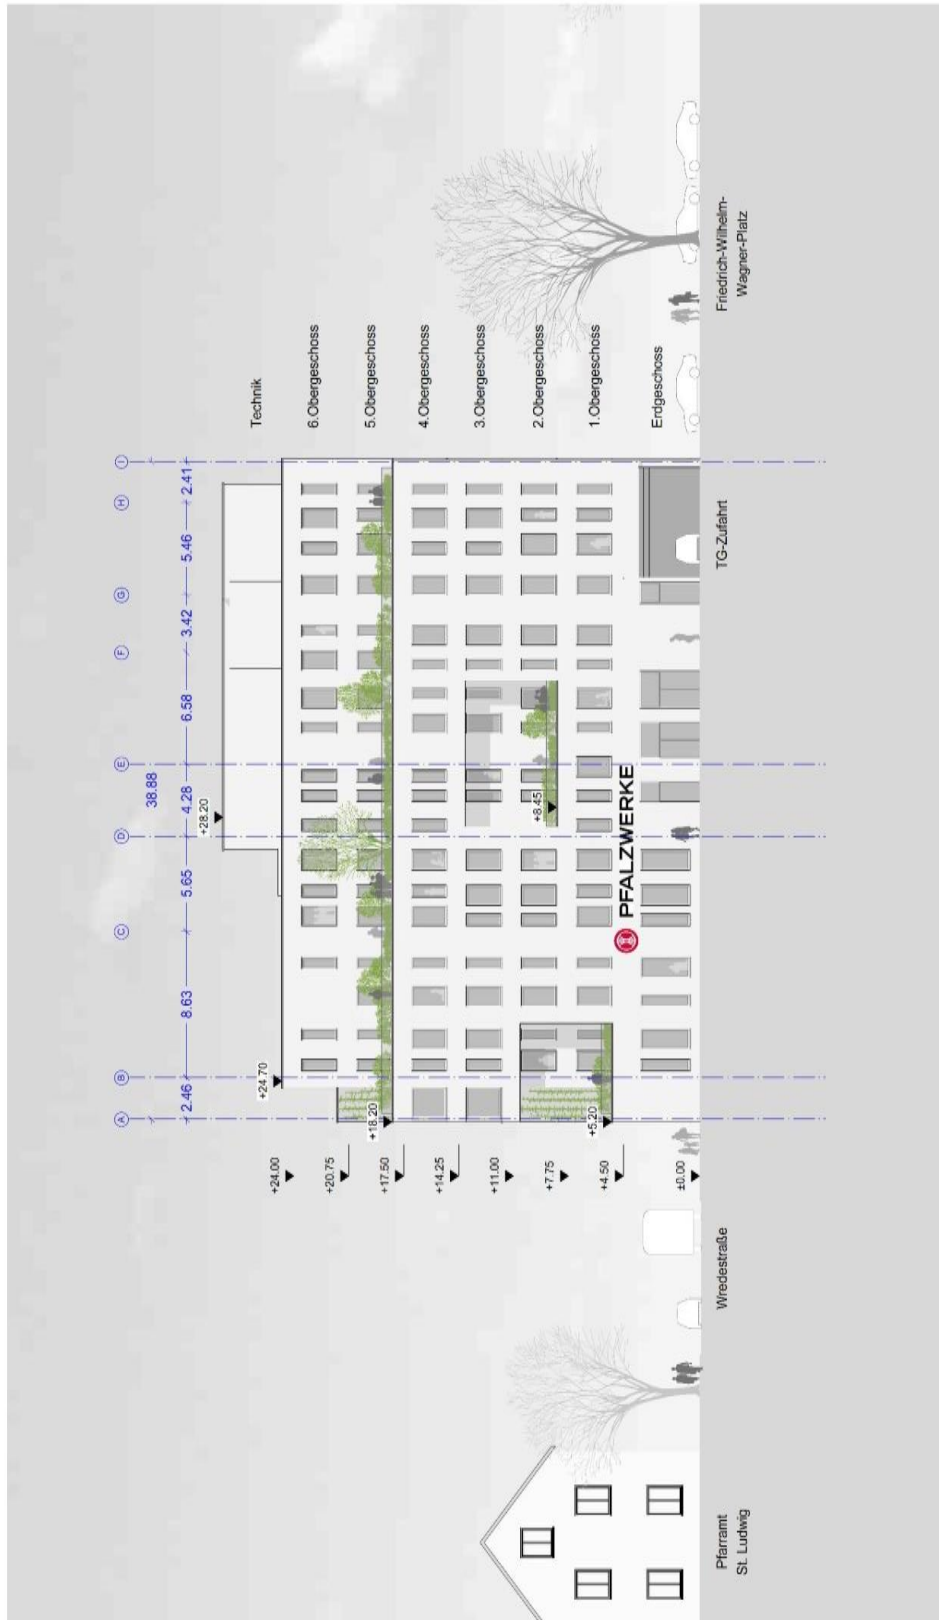 A
B
C
D
E
F
G
H
I
38.88
2.46
8.63
5.65
4.28
6.58
3.42
5.46
2.41
+28.20
+24.70
+24.00
+20.75
+18.20
+17.50
+14.25
+11.00
+8.45
+7.75
+5.20
+4.50
±0.00
Technik
6.Obergeschoss
5.Obergeschoss
4.Obergeschoss
3.Obergeschoss
2.Obergeschoss
1.Obergeschoss
Erdgeschoss
PFALZWERKE
Pfarramt
St. Ludwig
Wredestraße
TG-Zufahrt
Friedrich-Wilhelm-
Wagner-Platz